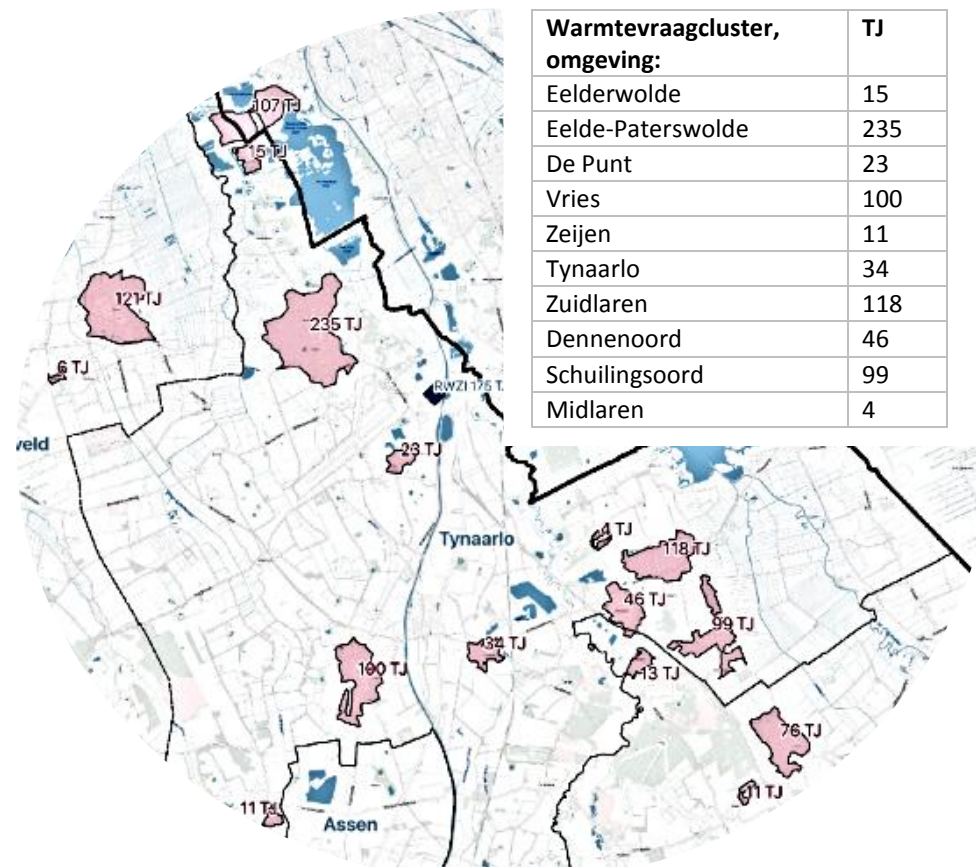 Warmtevraagcluster, TJ
omgeving:
Eelderwolde 15
Eelde-Paterswolde 235
De Punt 23
Vries 100
Zeijen 11
Tynaarlo 34
Zuidlaren 118
Dennenoord 46
Schuilingsoord 99
Midlaren 4
107 TJ
15 TJ
121 TJ
235 TJ
6 TJ
RWZI 175 T
veld
23 TJ
Tynaarlo
4 TJ
118 TJ
46 TJ
99 TJ
34 TJ
100 TJ
13 TJ
76 TJ
11 TJ
11 TJ
Assen